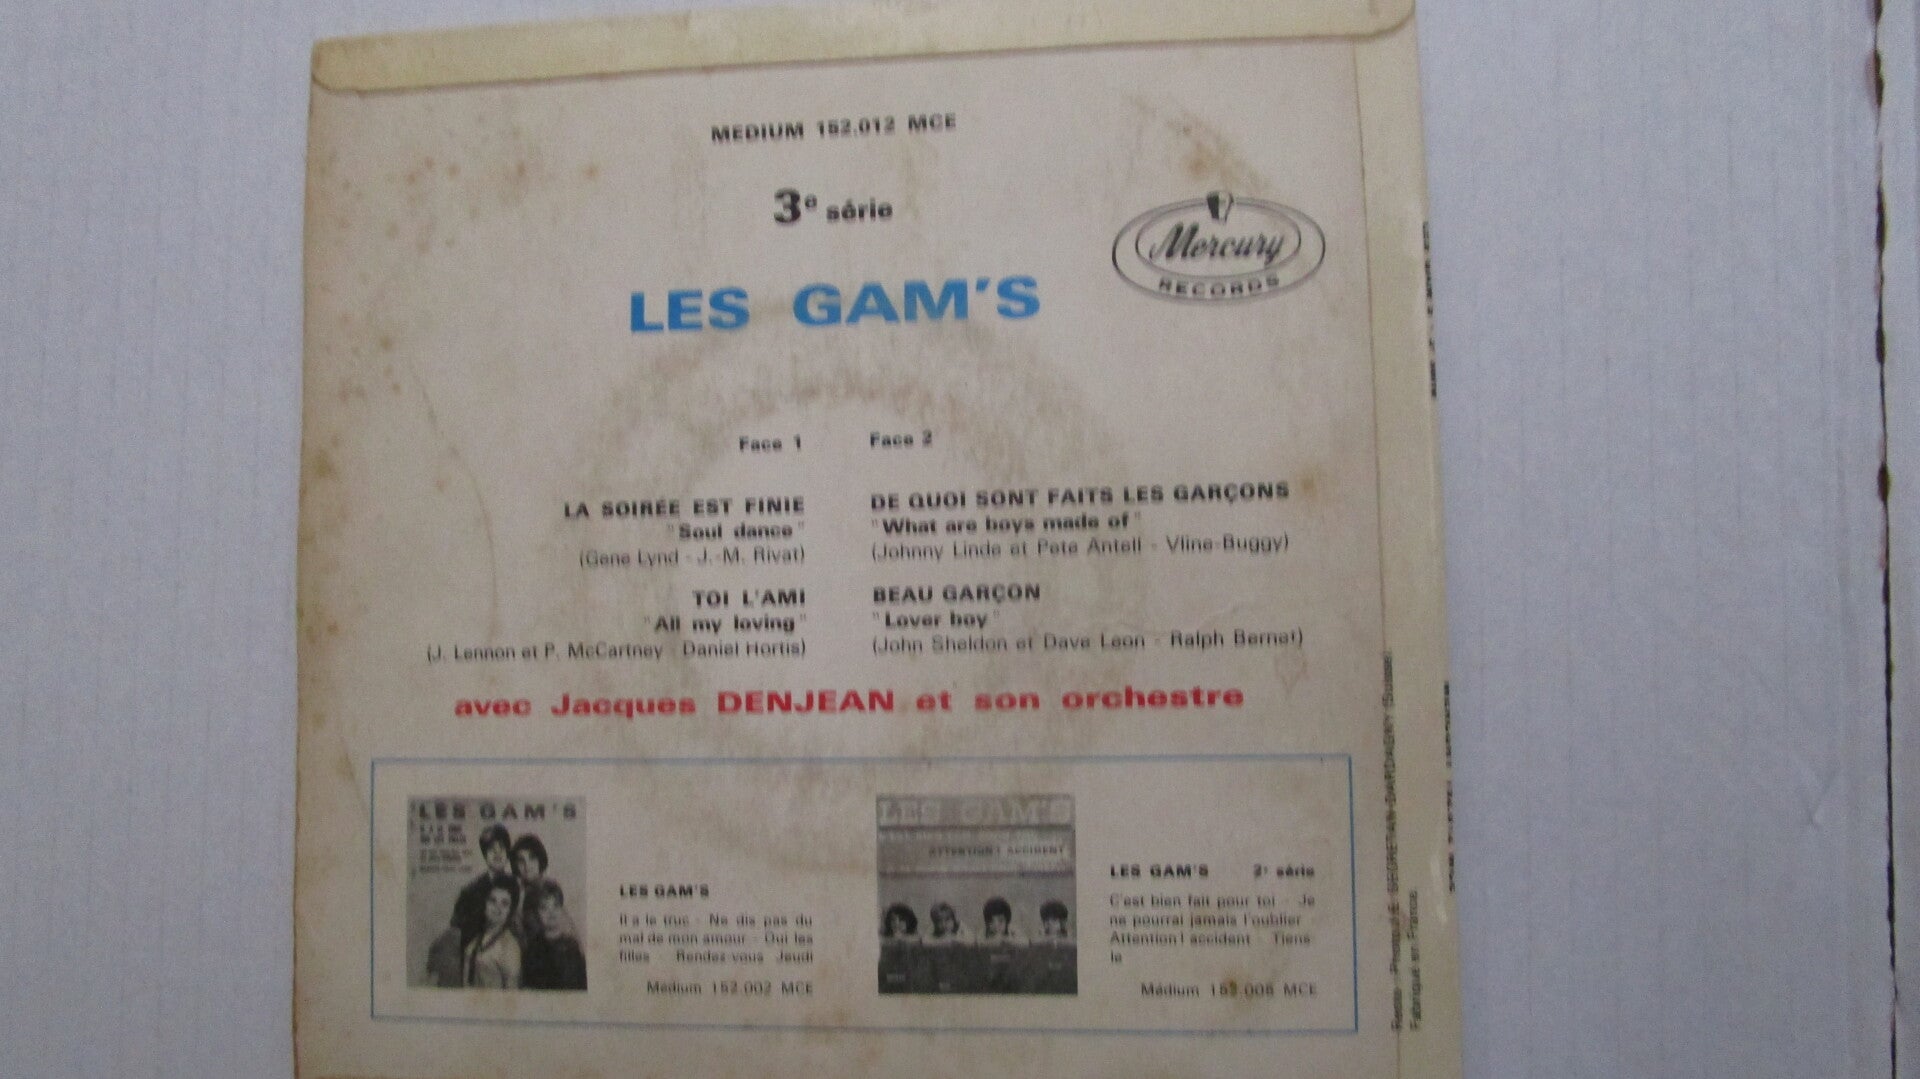 MEDIUM 152.012 MCE
3e série
Mercury
RECORDS
LES GAM'S
Face 1
LA SOIRÉE EST FINIE
"Soul dance"
(Gene Lynd - J.-M. Rivat)
TOI L'AMI
"All my loving"
(J. Lennon et P. McCartney - Daniel Hortis)
Face 2
DE QUOI SONT FAITS LES GARÇONS
"What are boys made of"
(Johnny Linde et Pete Antell - Vline-Buggy)
BEAU GARÇON
"Lover boy"
(John Sheldon et Dave Leon - Ralph Bernet)
avec Jacques DENJEAN et son orchestre
LES GAM'S
LES GAM'S
Il a le truc - Ne dis pas du
mal de mon amour - Oui les
filles - Rendez-vous Jeudi
Médium 152.002 MCE
LES GAM'S
ATTENTION! ACCIDENT
LES GAM'S 2e série
C'est bien fait pour toi - Je
ne pourrai jamais l'oublier -
Attention! accident - Tiens-
le
Médium 152.006 MCE
Fabriqué en France